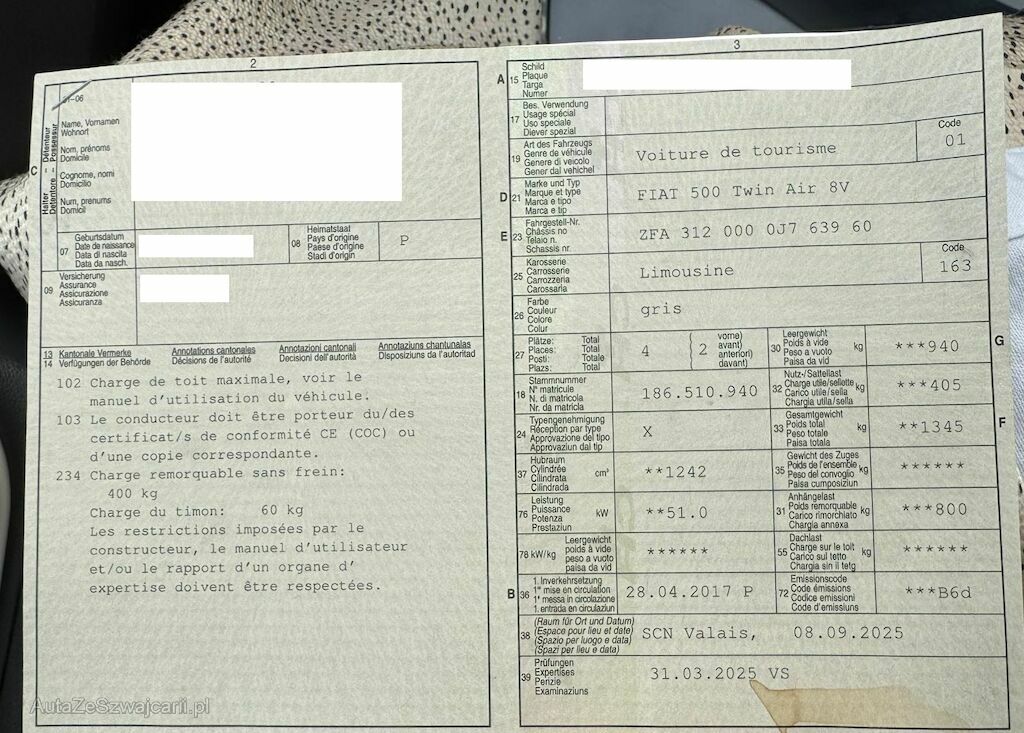 2
01-06
Name, Vornamen
Wohnort
Nom, prénoms
Domicile
Cognome, nomi
Domicilio
Num, prenums
Domicil
C
Halter – Détenteur
Detentore – Possessur
07
Geburtsdatum
Date de naissance
Data di nascita
Data da nasch.
08
Heimatstaat
Pays d'origine
Paese d'origine
Stadi d'origin
P
09
Versicherung
Assurance
Assicurazione
Assicuranza
13 Kantonale Vermerke Annotations cantonales Annotazioni cantonali Annotaziuns chantunalas
14 Verfügungen der Behörde Décisions de l'autorité Decisioni dell'autorità Disposiziuns da l'autoritad
102 Charge de toit maximale, voir le
manuel d'utilisation du véhicule.
103 Le conducteur doit être porteur du/des
certificat/s de conformité CE (COC) ou
d'une copie correspondante.
234 Charge remorquable sans frein:
400 kg
Charge du timon: 60 kg
Les restrictions imposées par le
constructeur, le manuel d'utilisateur
et/ou le rapport d'un organe d'
expertise doivent être respectées.
AutaZeSzwajcarii.pl
3
A 15
Schild
Plaque
Targa
Numer
17
Bes. Verwendung
Usage spécial
Uso speciale
Diever spezial
19
Art des Fahrzeugs
Genre de véhicule
Genere di veicolo
Gener dal vehichel
Voiture de tourisme
Code
01
D 21
Marke und Typ
Marque et type
Marca e tipo
Marca e tip
FIAT 500 Twin Air 8V
E 23
Fahrgestell-Nr.
Châssis no
Telaio n.
Schassis nr.
ZFA 312 000 0J7 639 60
25
Karosserie
Carrosserie
Carrozzeria
Carossaria
Limousine
Code
163
26
Farbe
Couleur
Colore
Colur
gris
27
Plätze: Total
Places: Total
Posti: Totale
Plazs: Total
4
2
vorne)
avant)
anteriori)
davant)
30
Leergewicht
Poids à vide
Peso a vuoto
Paisa da vid
kg
***940
G
18
Stammnummer
N° matricule
N. di matricola
Nr. da matricla
186.510.940
32
Nutz-/Sattellast
Charge utile/sellette
Carico utile/sella
Chargia utila/sella
kg
***405
24
Typengenehmigung
Réception par type
Approvazione del tipo
Approvaziun dal tip
X
33
Gesamtgewicht
Poids total
Peso totale
Paisa totala
kg
**1345
F
37
Hubraum
Cylindrée
Cilindrata
Cilindrada
cm³
**1242
35
Gewicht des Zuges
Poids de l'ensemble
Peso del convoglio
Paisa cumposiziun
kg
******
76
Leistung
Puissance
Potenza
Prestaziun
kW
**51.0
31
Anhängelast
Poids remorquable
Carico rimorchiato
Chargia annexa
kg
***800
78 kW/kg
Leergewicht
poids à vide
peso a vuoto
paisa da vid
******
55
Dachlast
Charge sur le toit
Carico sul tetto
Chargia sin il tetg
kg
******
B 36
1. Inverkehrsetzung
1re mise en circulation
1a messa in circolazione
1. entrada en circulaziun
28.04.2017 P
72
Emissionscode
Code émissions
Codice emissioni
Code d'emissiuns
***B6d
38
(Raum für Ort und Datum)
(Espace pour lieu et date)
(Spazio per luogo e data)
(Spazi per lieu e data)
SCN Valais, 08.09.2025
39
Prüfungen
Expertises
Perizie
Examinaziuns
31.03.2025 VS